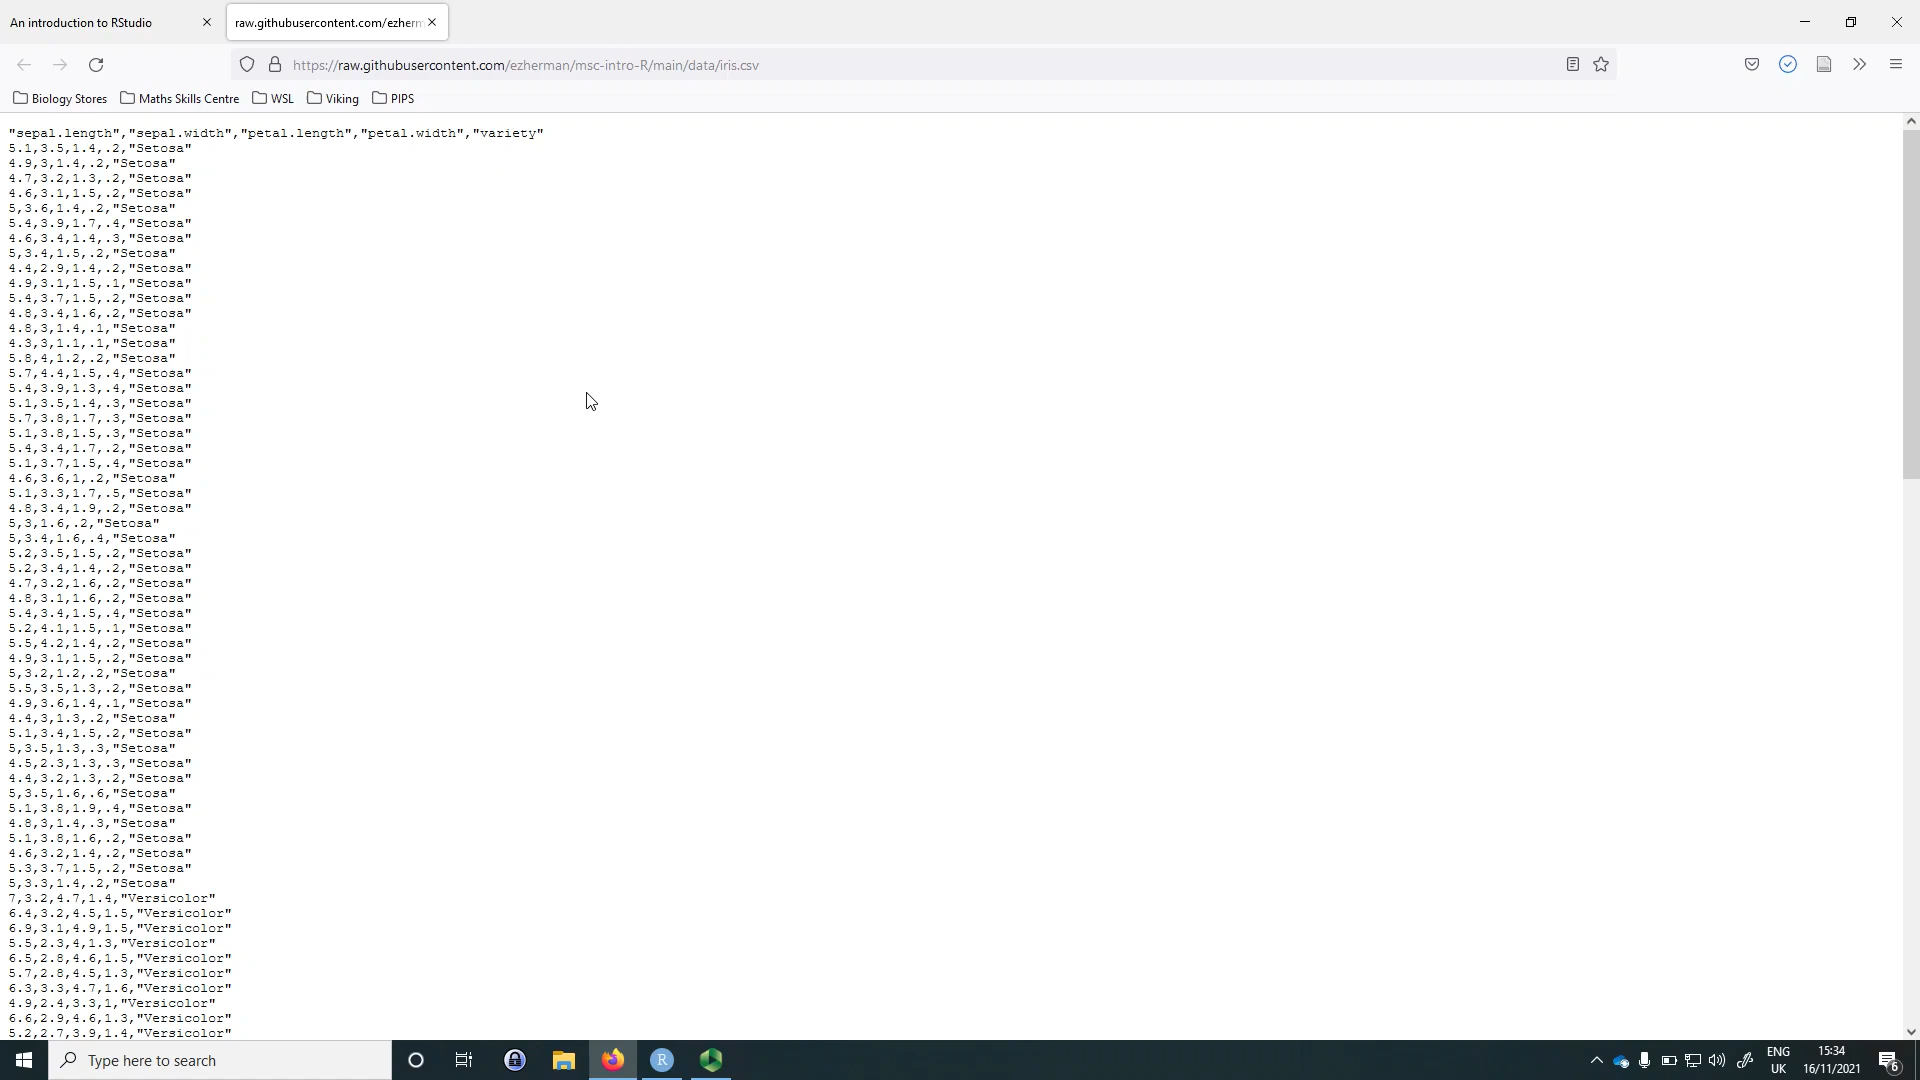 An introduction to RStudio
raw.githubusercontent.com/ezherm
https://raw.githubusercontent.com/ezherman/msc-intro-R/main/data/iris.csv
Biology Stores
Maths Skills Centre
WSL
Viking
PIPS
"sepal.length","sepal.width","petal.length","petal.width","variety"
5.1,3.5,1.4,.2,"Setosa"
4.9,3,1.4,.2,"Setosa"
4.7,3.2,1.3,.2,"Setosa"
4.6,3.1,1.5,.2,"Setosa"
5,3.6,1.4,.2,"Setosa"
5.4,3.9,1.7,.4,"Setosa"
4.6,3.4,1.4,.3,"Setosa"
5,3.4,1.5,.2,"Setosa"
4.4,2.9,1.4,.2,"Setosa"
4.9,3.1,1.5,.1,"Setosa"
5.4,3.7,1.5,.2,"Setosa"
4.8,3.4,1.6,.2,"Setosa"
4.8,3,1.4,.1,"Setosa"
4.3,3,1.1,.1,"Setosa"
5.8,4,1.2,.2,"Setosa"
5.7,4.4,1.5,.4,"Setosa"
5.4,3.9,1.3,.4,"Setosa"
5.1,3.5,1.4,.3,"Setosa"
5.7,3.8,1.7,.3,"Setosa"
5.1,3.8,1.5,.3,"Setosa"
5.4,3.4,1.7,.2,"Setosa"
5.1,3.7,1.5,.4,"Setosa"
4.6,3.6,1,.2,"Setosa"
5.1,3.3,1.7,.5,"Setosa"
4.8,3.4,1.9,.2,"Setosa"
5,3,1.6,.2,"Setosa"
5,3.4,1.6,.4,"Setosa"
5.2,3.5,1.5,.2,"Setosa"
5.2,3.4,1.4,.2,"Setosa"
4.7,3.2,1.6,.2,"Setosa"
4.8,3.1,1.6,.2,"Setosa"
5.4,3.4,1.5,.4,"Setosa"
5.2,4.1,1.5,.1,"Setosa"
5.5,4.2,1.4,.2,"Setosa"
4.9,3.1,1.5,.2,"Setosa"
5,3.2,1.2,.2,"Setosa"
5.5,3.5,1.3,.2,"Setosa"
4.9,3.6,1.4,.1,"Setosa"
4.4,3,1.3,.2,"Setosa"
5.1,3.4,1.5,.2,"Setosa"
5,3.5,1.3,.3,"Setosa"
4.5,2.3,1.3,.3,"Setosa"
4.4,3.2,1.3,.2,"Setosa"
5,3.5,1.6,.6,"Setosa"
5.1,3.8,1.9,.4,"Setosa"
4.8,3,1.4,.3,"Setosa"
5.1,3.8,1.6,.2,"Setosa"
4.6,3.2,1.4,.2,"Setosa"
5.3,3.7,1.5,.2,"Setosa"
5,3.3,1.4,.2,"Setosa"
7,3.2,4.7,1.4,"Versicolor"
6.4,3.2,4.5,1.5,"Versicolor"
6.9,3.1,4.9,1.5,"Versicolor"
5.5,2.3,4,1.3,"Versicolor"
6.5,2.8,4.6,1.5,"Versicolor"
5.7,2.8,4.5,1.3,"Versicolor"
6.3,3.3,4.7,1.6,"Versicolor"
4.9,2.4,3.3,1,"Versicolor"
6.6,2.9,4.6,1.3,"Versicolor"
5.2,2.7,3.9,1.4,"Versicolor"
Type here to search
R
ENG
UK
15:34
16/11/2021
6